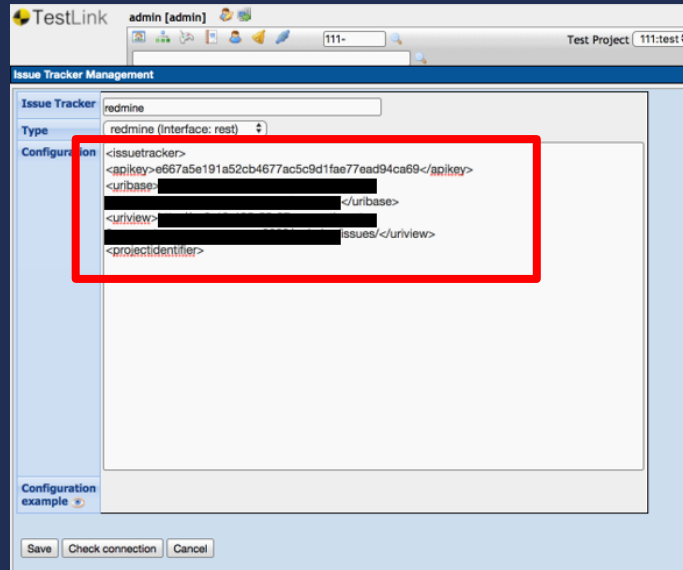 TestLink admin [admin]
111- Test Project 111:test
Issue Tracker Management
Issue Tracker redmine
Type redmine (Interface: rest)
Configuration <issuetracker>
<apikey>e667a5e191a52cb4677ac5c9d1fae77ead94ca69</apikey>
<uribase>
</uribase>
<uriview>
issues/</uriview>
<projectidentifier>
Configuration
example
Save Check connection Cancel